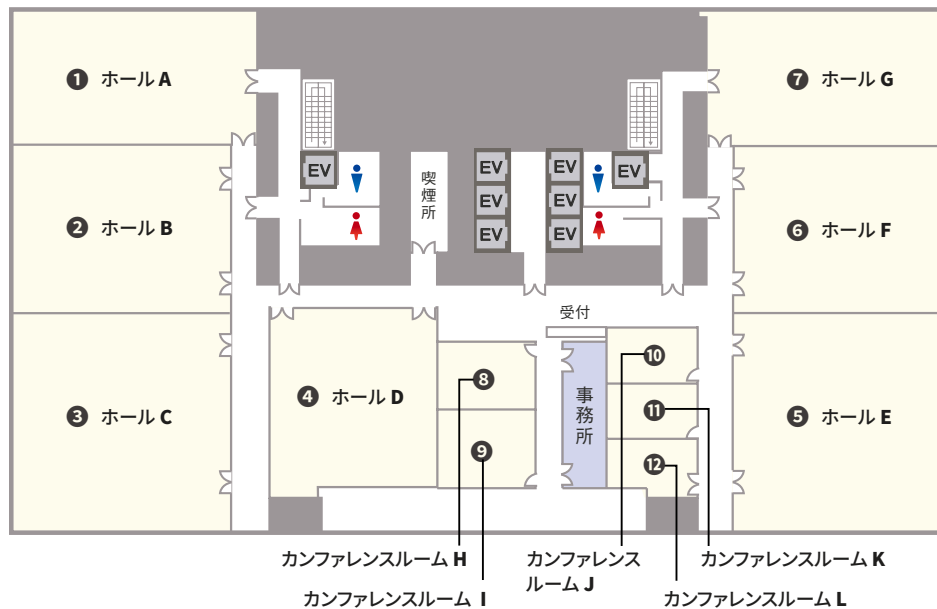 ❶ ホール A
❼ ホール G
EV
EV
EV
EV
EV
EV
EV
EV
喫煙所
❷ ホール B
❻ ホール F
受付
❿
❽
❹ ホール D
事務所
❸ ホール C
⓫
❺ ホール E
❾
⓬
カンファレンスルーム H
カンファレンス
ルーム J
カンファレンスルーム K
カンファレンスルーム I
カンファレンスルーム L